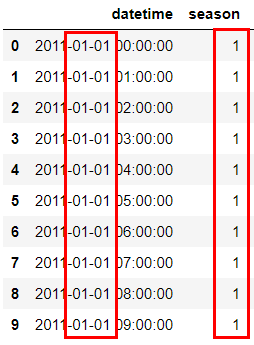 datetime season
0 2011-01-01 00:00:00 1
1 2011-01-01 01:00:00 1
2 2011-01-01 02:00:00 1
3 2011-01-01 03:00:00 1
4 2011-01-01 04:00:00 1
5 2011-01-01 05:00:00 1
6 2011-01-01 06:00:00 1
7 2011-01-01 07:00:00 1
8 2011-01-01 08:00:00 1
9 2011-01-01 09:00:00 1